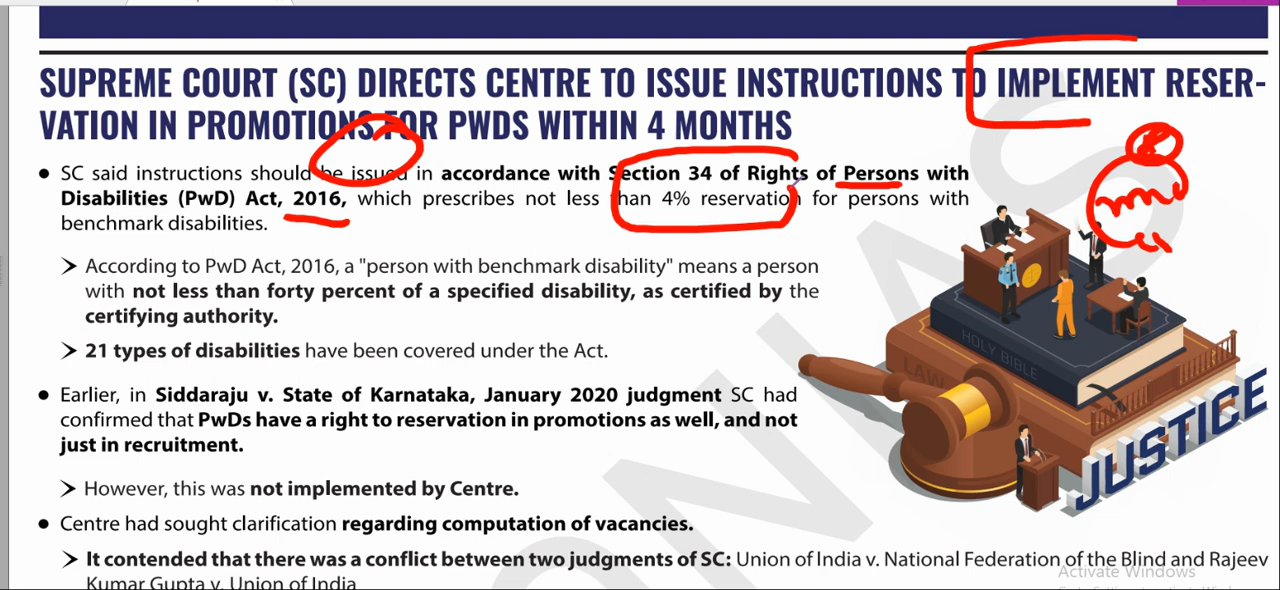 SUPREME COURT (SC) DIRECTS CENTRE TO ISSUE INSTRUCTIONS TO IMPLEMENT RESER-
VATION IN PROMOTIONS FOR PWDS WITHIN 4 MONTHS
● SC said instructions should be issued in accordance with Section 34 of Rights of Persons with
Disabilities (PwD) Act, 2016, which prescribes not less than 4% reservation for persons with
benchmark disabilities.
➤ According to PwD Act, 2016, a "person with benchmark disability" means a person
with not less than forty percent of a specified disability, as certified by the
certifying authority.
➤ 21 types of disabilities have been covered under the Act.
● Earlier, in Siddaraju v. State of Karnataka, January 2020 judgment SC had
confirmed that PwDs have a right to reservation in promotions as well, and not
just in recruitment.
➤ However, this was not implemented by Centre.
● Centre had sought clarification regarding computation of vacancies.
➤ It contended that there was a conflict between two judgments of SC: Union of India v. National Federation of the Blind and Rajeev
Kumar Gupta v. Union of India
HOLY BIBLE
LAW
JUSTICE
Activate Windows